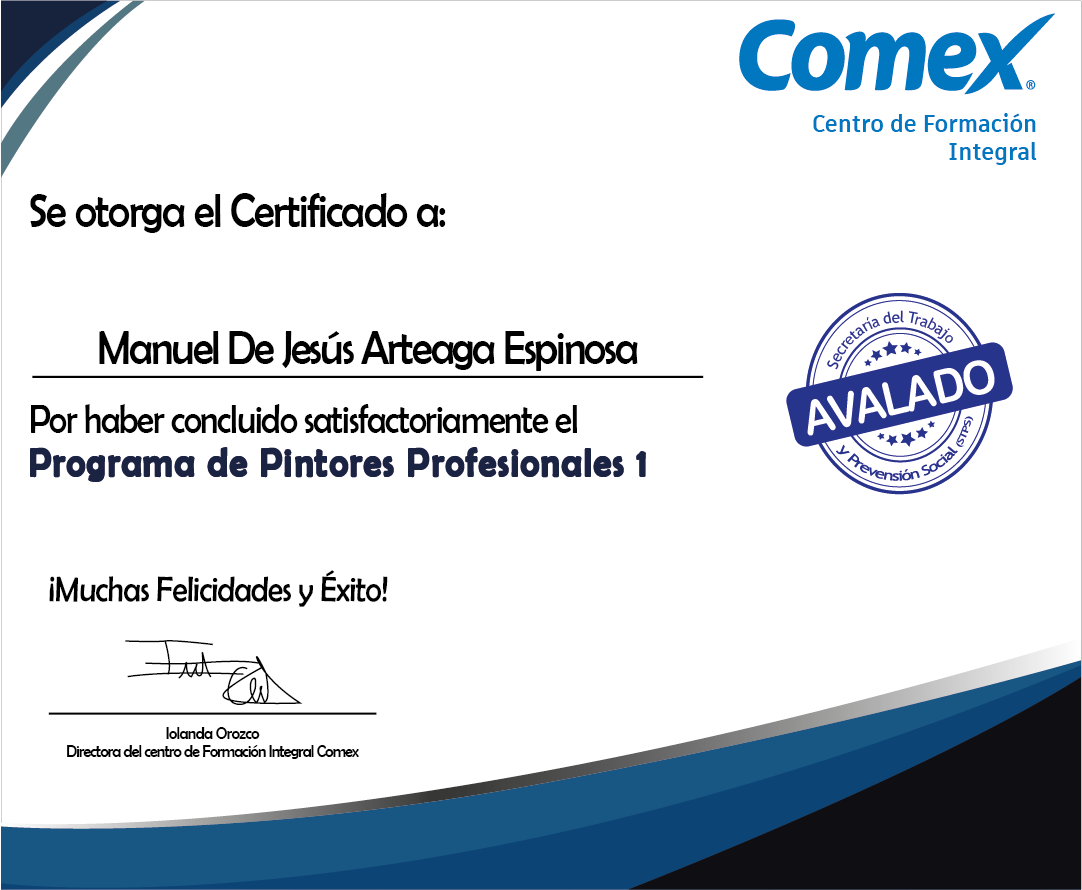 Comex®
Centro de Formación
Integral
Se otorga el Certificado a:
Manuel De Jesús Arteaga Espinosa
Secretaría del Trabajo
AVALADO
y Prevensión Social (STPS)
Por haber concluido satisfactoriamente el
Programa de Pintores Profesionales 1
¡Muchas Felicidades y Éxito!
Iolanda Orozco
Directora del centro de Formación Integral Comex